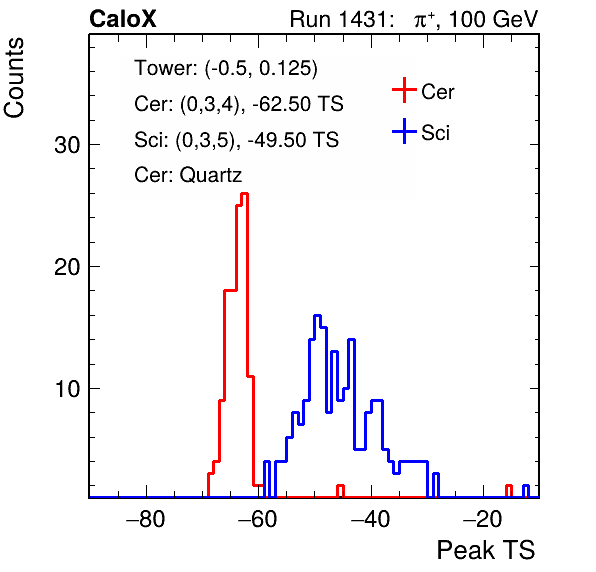 CaloX Run 1431: π⁺, 100 GeV
Counts
Tower: (-0.5, 0.125)
Cer: (0,3,4), -62.50 TS
Sci: (0,3,5), -49.50 TS
Cer: Quartz
Cer
Sci
30
20
10
−80 −60 −40 −20
Peak TS